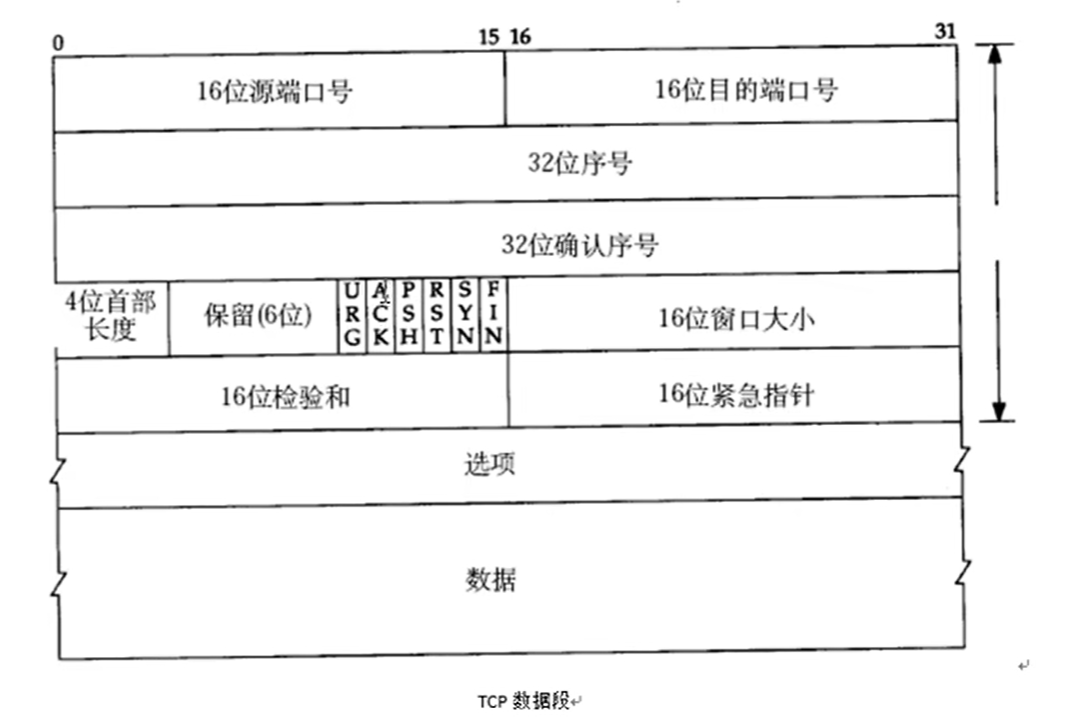 0 15 16 31
16位源端口号 16位目的端口号
32位序号
32位确认序号
4位首部
长度
保留(6位)
URG
ACK
PSH
RST
SYN
FIN
16位窗口大小
16位检验和 16位紧急指针
选项
数据
TCP 数据段